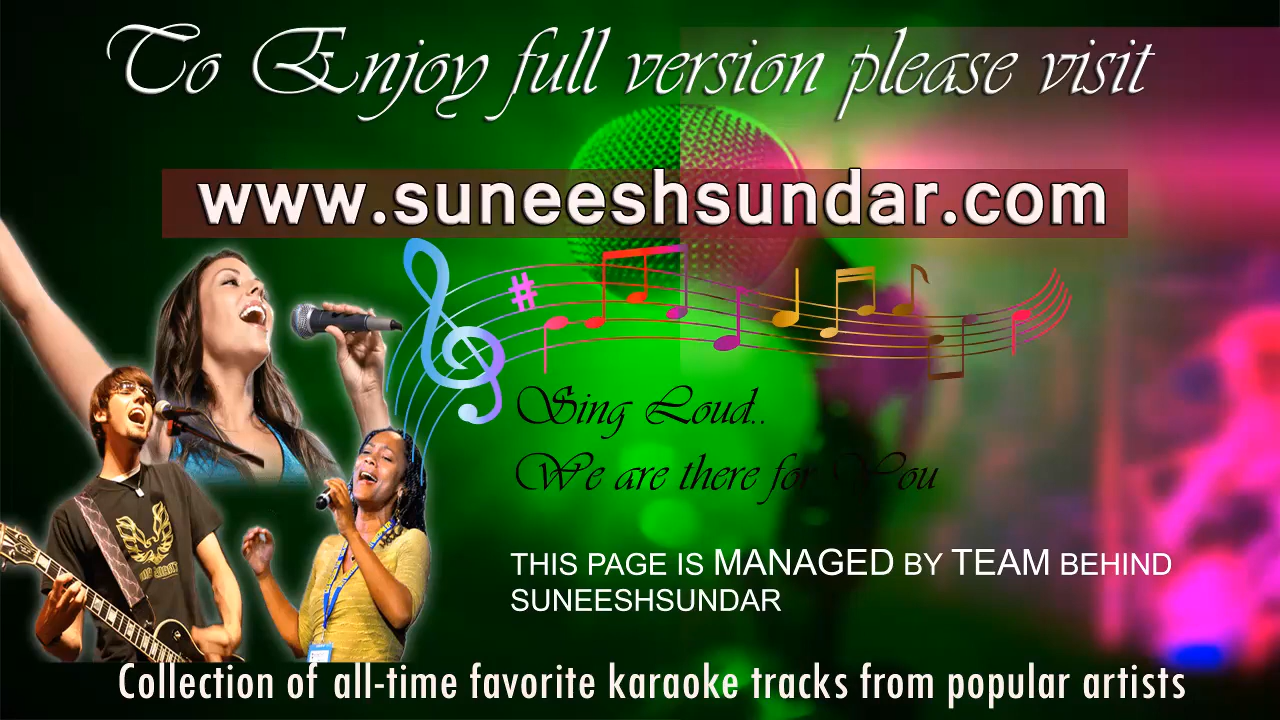 To Enjoy full version please visit
www.suneeshsundar.com
Sing Loud..
We are there for You
THIS PAGE IS MANAGED BY TEAM BEHIND
SUNEESHSUNDAR
Collection of all-time favorite karaoke tracks from popular artists